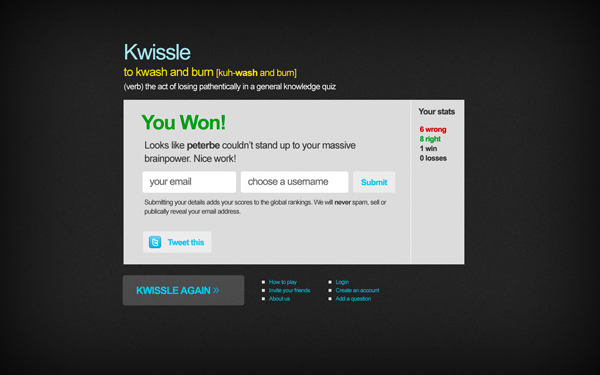 Kwissle
to kwash and burn [kuh-wash and burn]
(verb) the act of losing pathentically in a general knowledge quiz
You Won!
Looks like peterbe couldn't stand up to your massive
brainpower. Nice work!
your email
choose a username
Submit
Submitting your details adds your scores to the global rankings. We will never spam, sell or
publically reveal your email address.
Tweet this
Your stats
6 wrong
8 right
1 win
0 losses
KWISSLE AGAIN »
How to play
Invite your friends
About us
Login
Create an account
Add a question